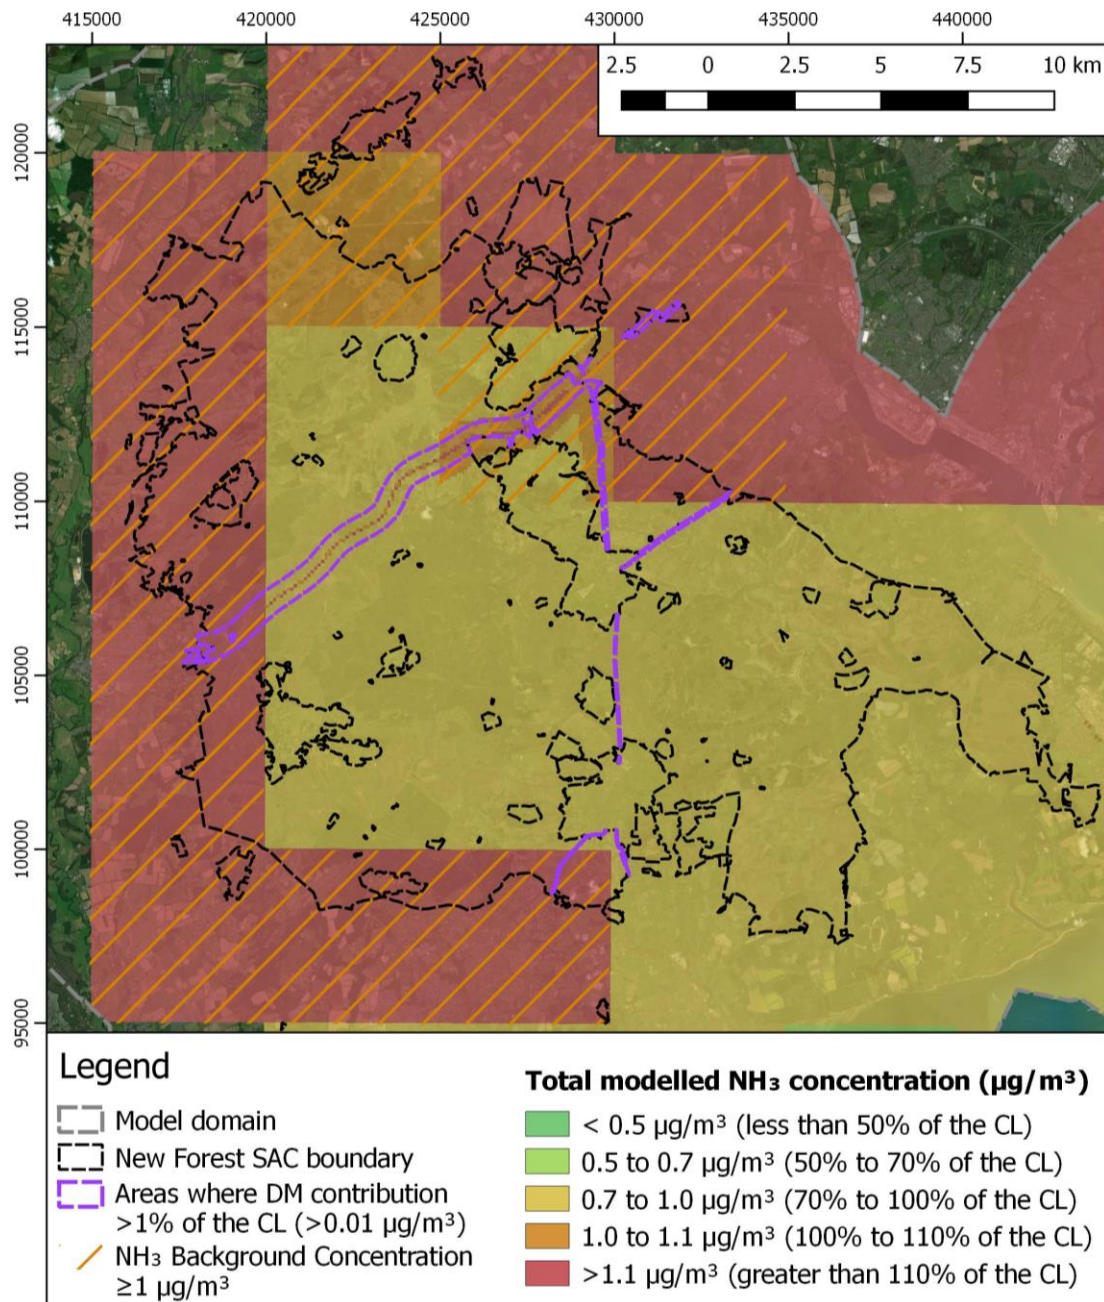 415000 420000 425000 430000 435000 440000
2.5 0 2.5 5 7.5 10 km
120000
115000
110000
105000
100000
95000
Legend
Model domain
New Forest SAC boundary
Areas where DM contribution
>1% of the CL (>0.01 µg/m³)
NH₃ Background Concentration
≥1 µg/m³
Total modelled NH₃ concentration (µg/m³)
< 0.5 µg/m³ (less than 50% of the CL)
0.5 to 0.7 µg/m³ (50% to 70% of the CL)
0.7 to 1.0 µg/m³ (70% to 100% of the CL)
1.0 to 1.1 µg/m³ (100% to 110% of the CL)
>1.1 µg/m³ (greater than 110% of the CL)